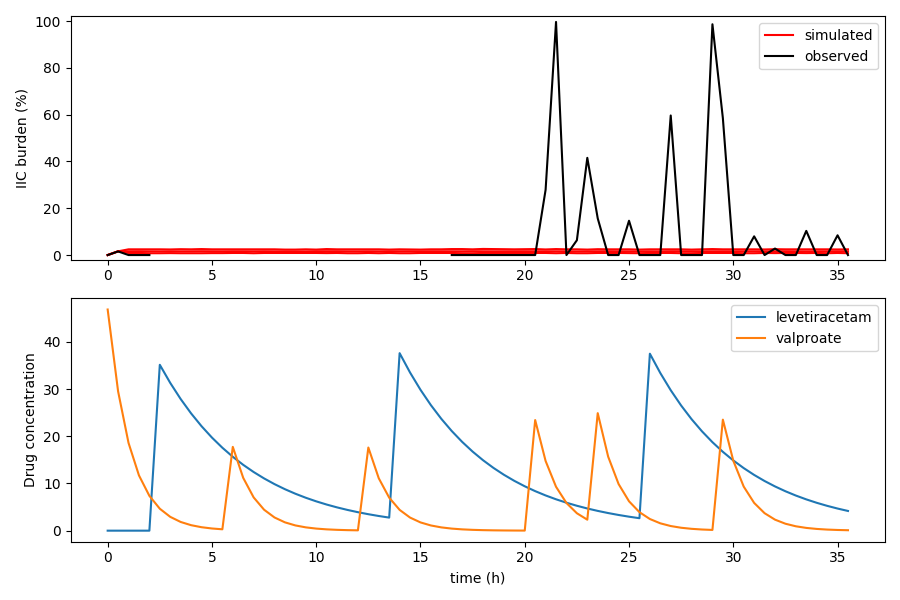 100
80
60
40
20
0
IIC burden (%)
simulated
observed
0 5 10 15 20 25 30 35
40
30
20
10
0
Drug concentration
levetiracetam
valproate
0 5 10 15 20 25 30 35
time (h)